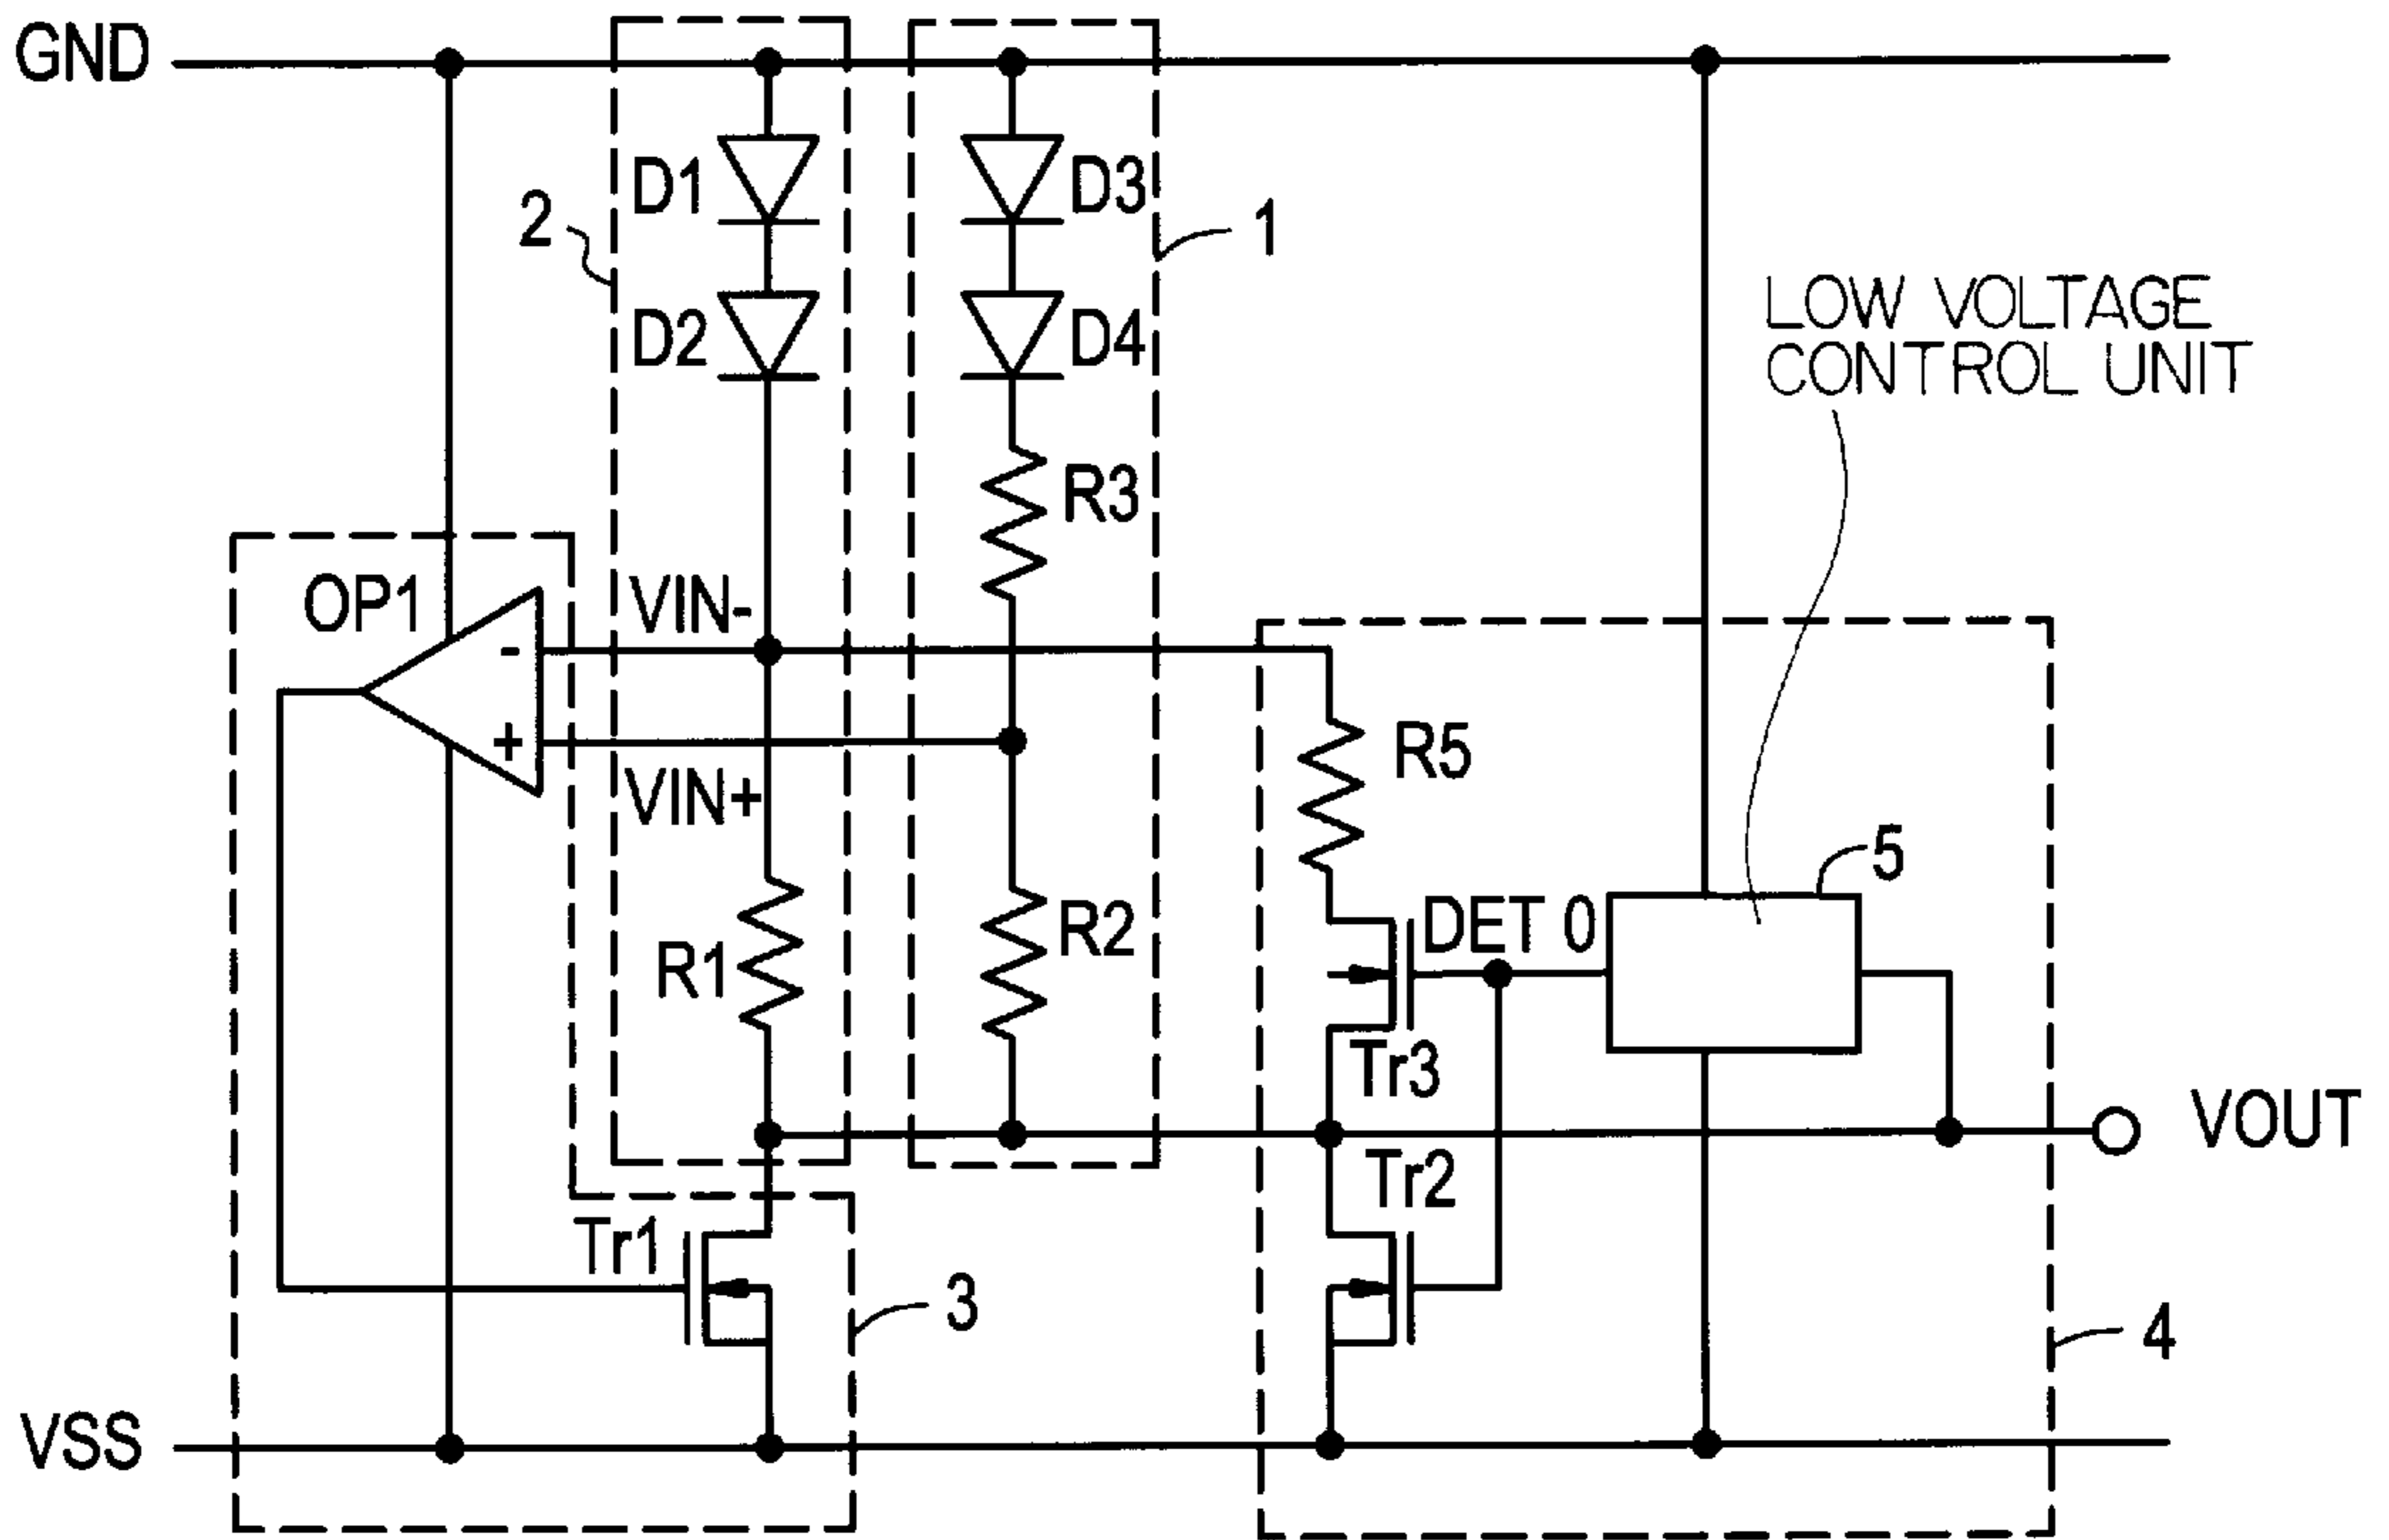 GND
D1
D3
2
1
D2
D4
LOW VOLTAGE
CONTROL UNIT
R3
OP1
VIN-
-
R5
+
VIN+
5
DET 0
R1
R2
Tr3
VOUT
Tr2
Tr1
3
4
VSS